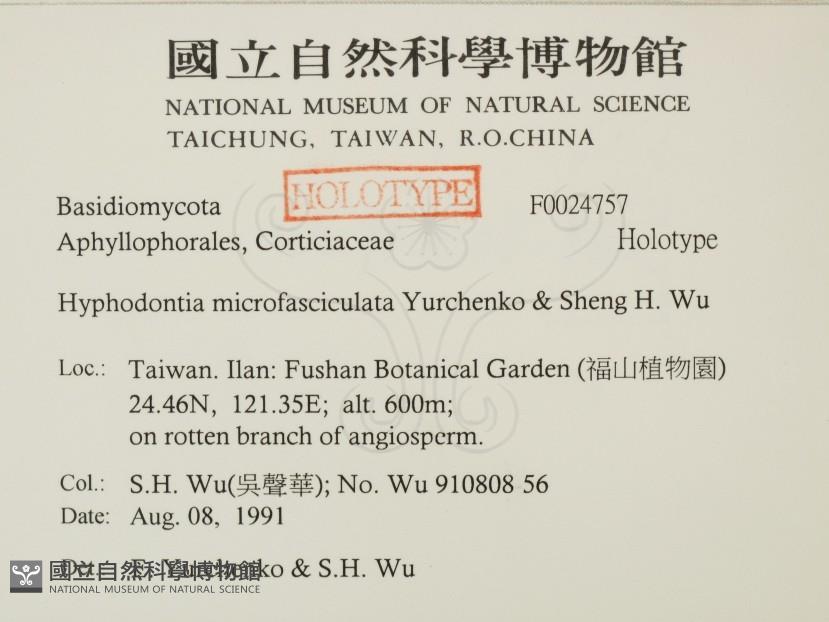 國立自然科學博物館
NATIONAL MUSEUM OF NATURAL SCIENCE
TAICHUNG, TAIWAN, R.O.CHINA
HOLOTYPE
Basidiomycota F0024757
Aphyllophorales, Corticiaceae Holotype
Hyphodontia microfasciculata Yurchenko & Sheng H. Wu
Loc.: Taiwan. Ilan: Fushan Botanical Garden (福山植物園)
24.46N, 121.35E; alt. 600m;
on rotten branch of angiosperm.
Col.: S.H. Wu(吳聲華); No. Wu 910808-56
Date: Aug. 08, 1991
Det.: E. Yurchenko & S.H. Wu
國立自然科學博物館
NATIONAL MUSEUM OF NATURAL SCIENCE